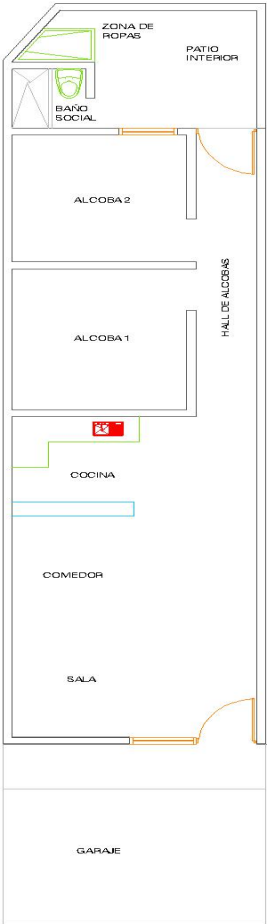 ZONA DE
ROPAS
PATIO
INTERIOR
BAÑO
SOCIAL
ALCOBA 2
HALL DE ALCOBAS
ALCOBA 1
COCINA
COMEDOR
SALA
GARAJE